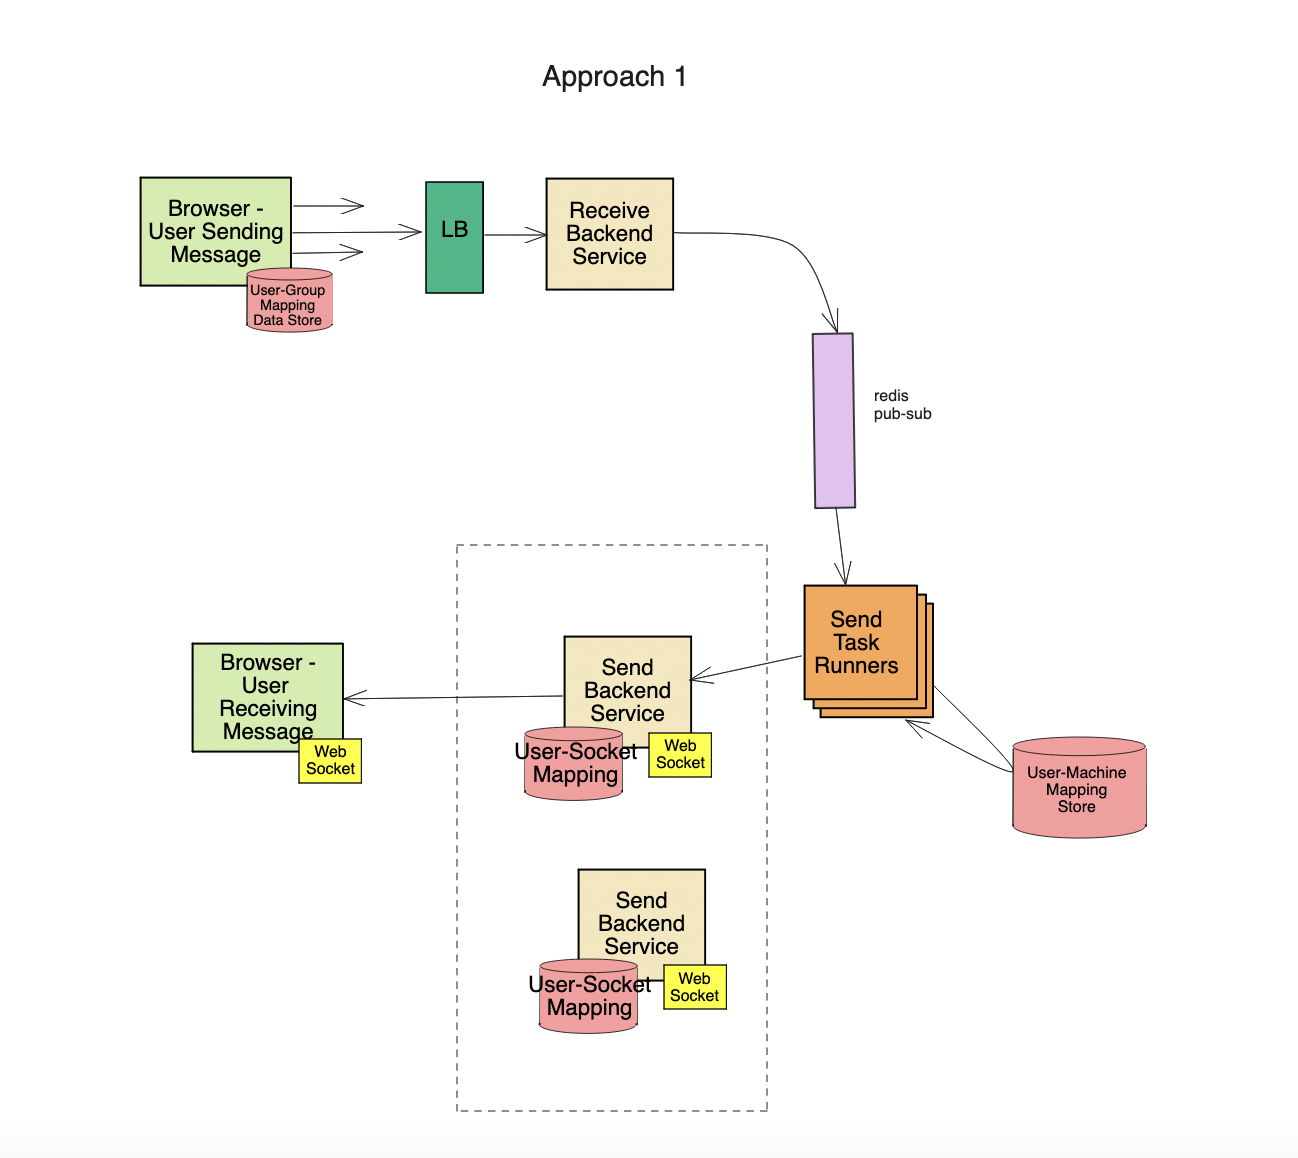 Approach 1
Browser -
User Sending
Message
User-Group
Mapping
Data Store
LB
Receive
Backend
Service
redis
pub-sub
Send
Task
Runners
User-Machine
Mapping
Store
Send
Backend
Service
User-Socket
Mapping
Web
Socket
Browser -
User
Receiving
Message
Web
Socket
Send
Backend
Service
User-Socket
Mapping
Web
Socket